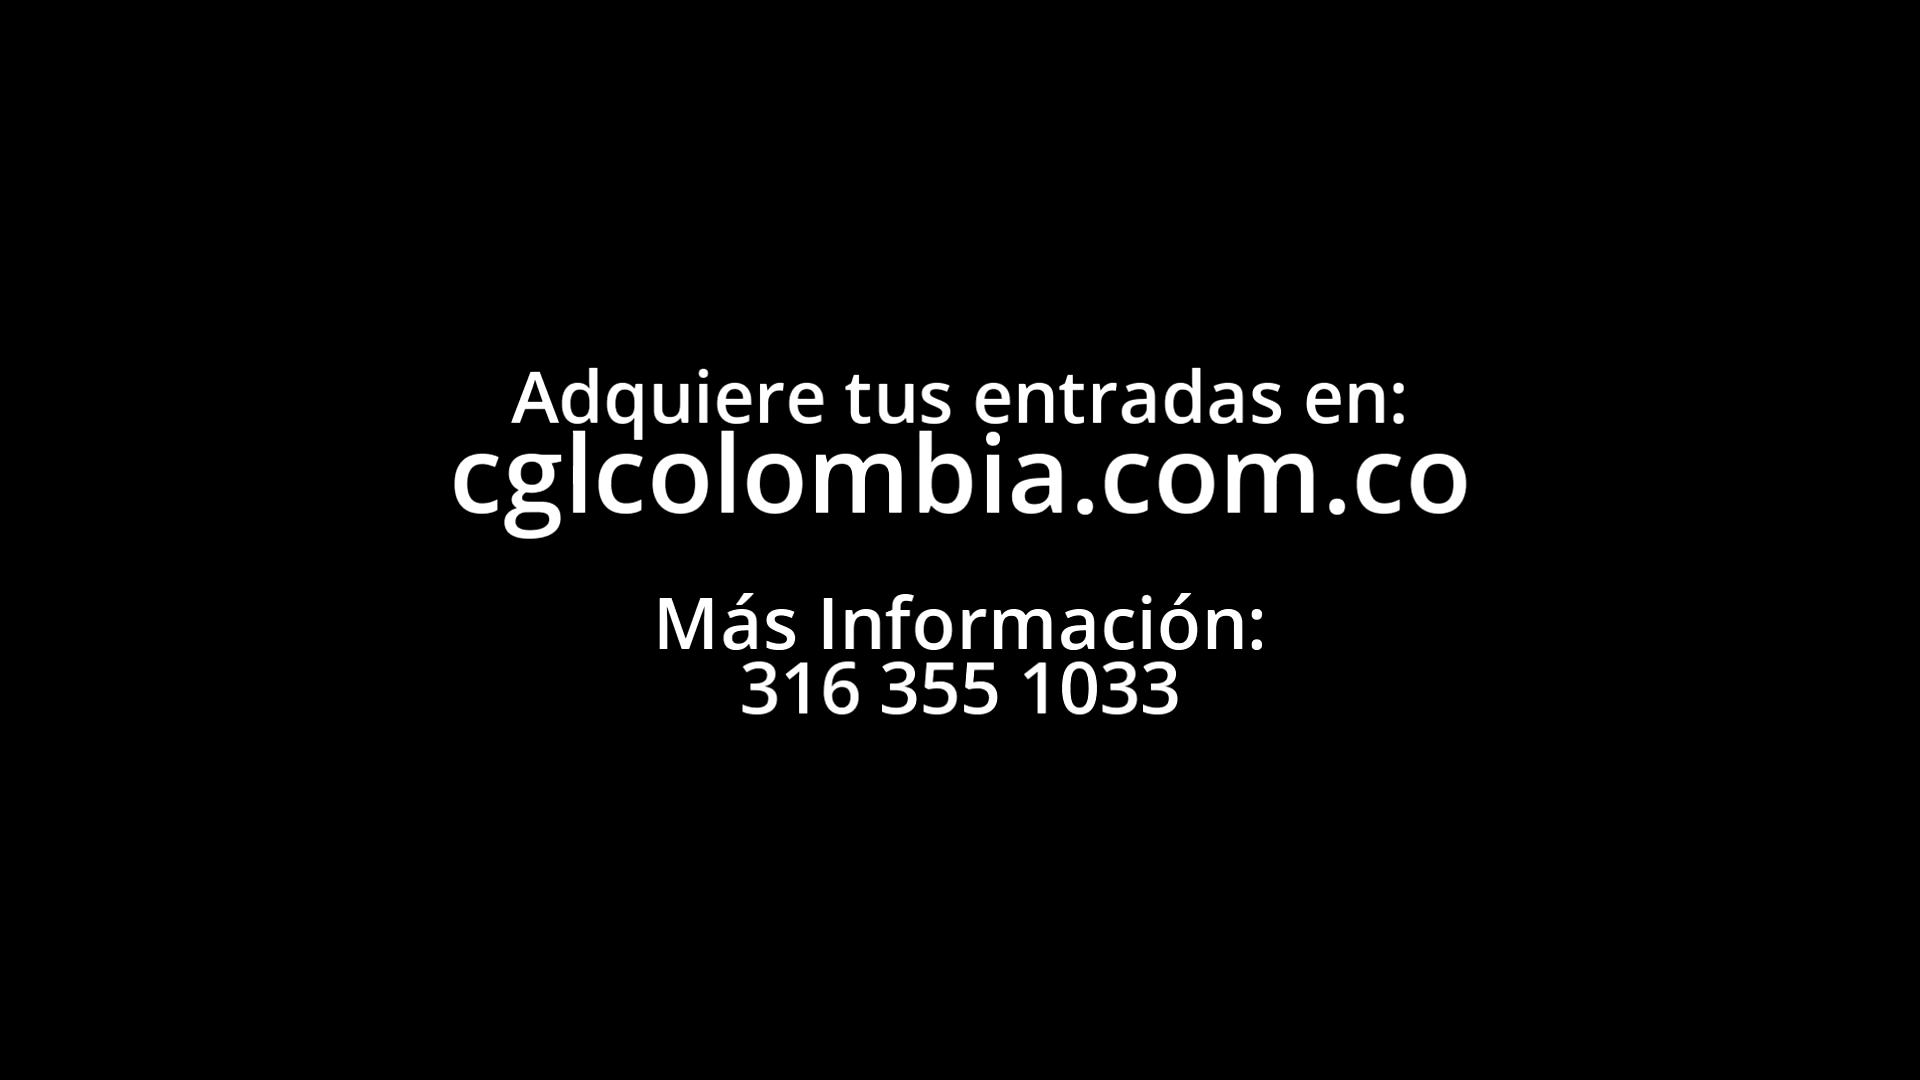 Adquiere tus entradas en:
cglcolombia.com.co
Más Información:
316 355 1033